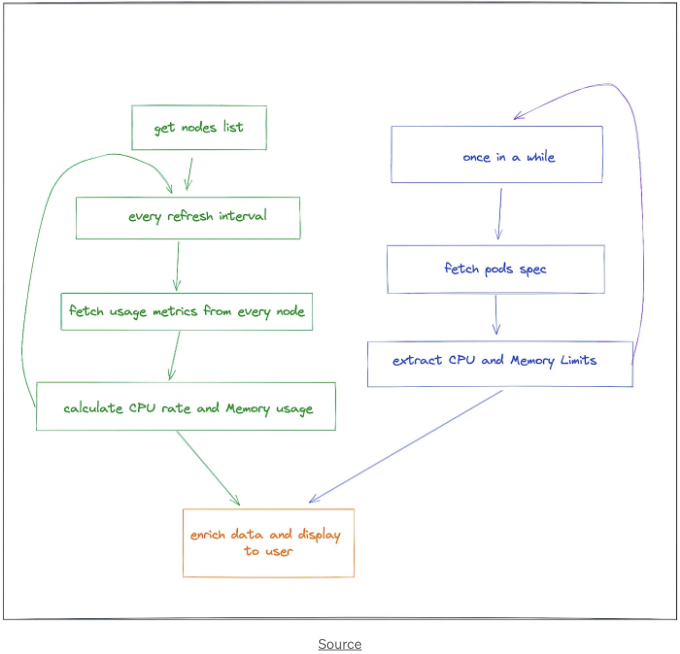 get nodes list
every refresh interval
fetch usage metrics from every node
calculate CPU rate and Memory usage
once in a while
fetch pods spec
extract CPU and Memory Limits
enrich data and display
to user
Source